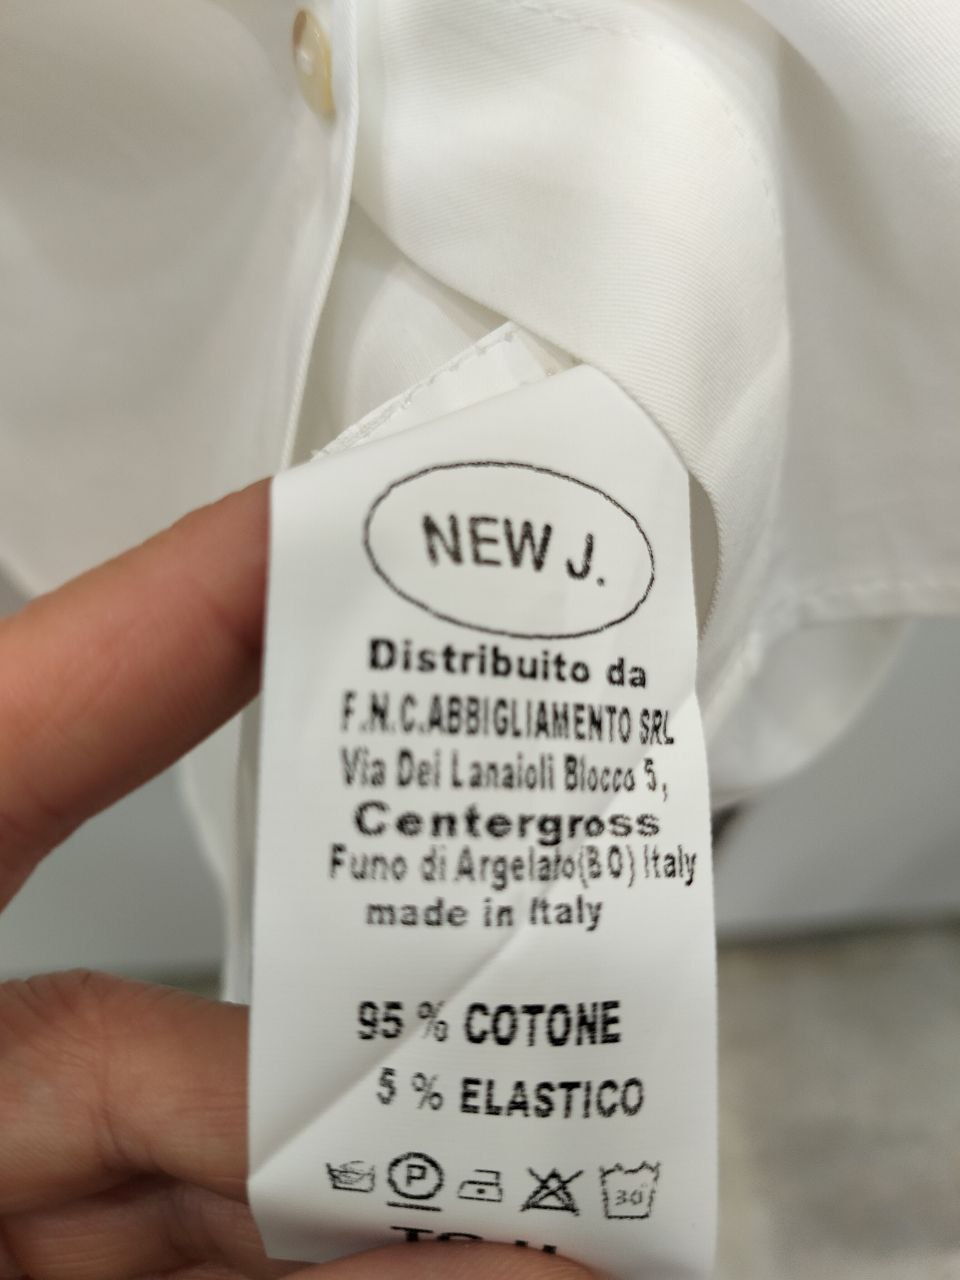 NEW J.
Distribuito da
F.N.C.ABBIGLIAMENTO SRL
Via Dei Lanaioli Blocco 5,
Centergross
Funo di Argelato(BO) Italy
made in Italy
95 % COTONE
5 % ELASTICO
P
30°